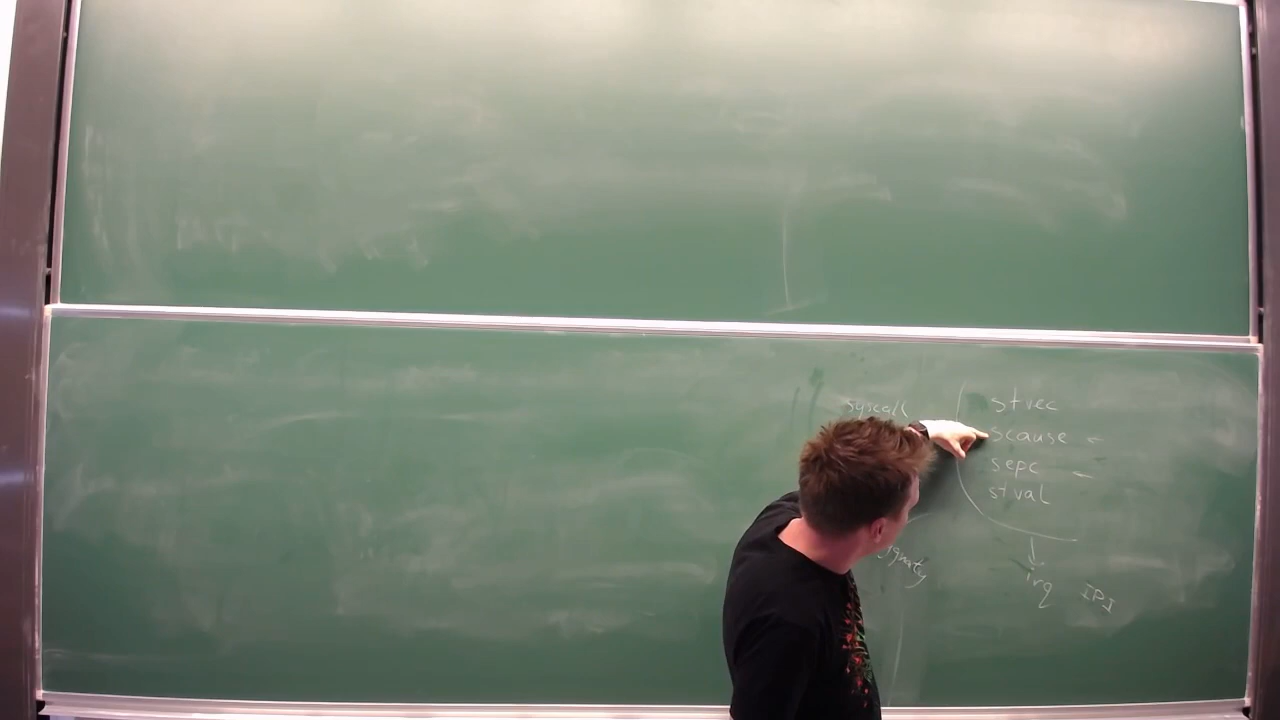 syscall
stvec
scause ←
sepc ←
stval
irq IPI